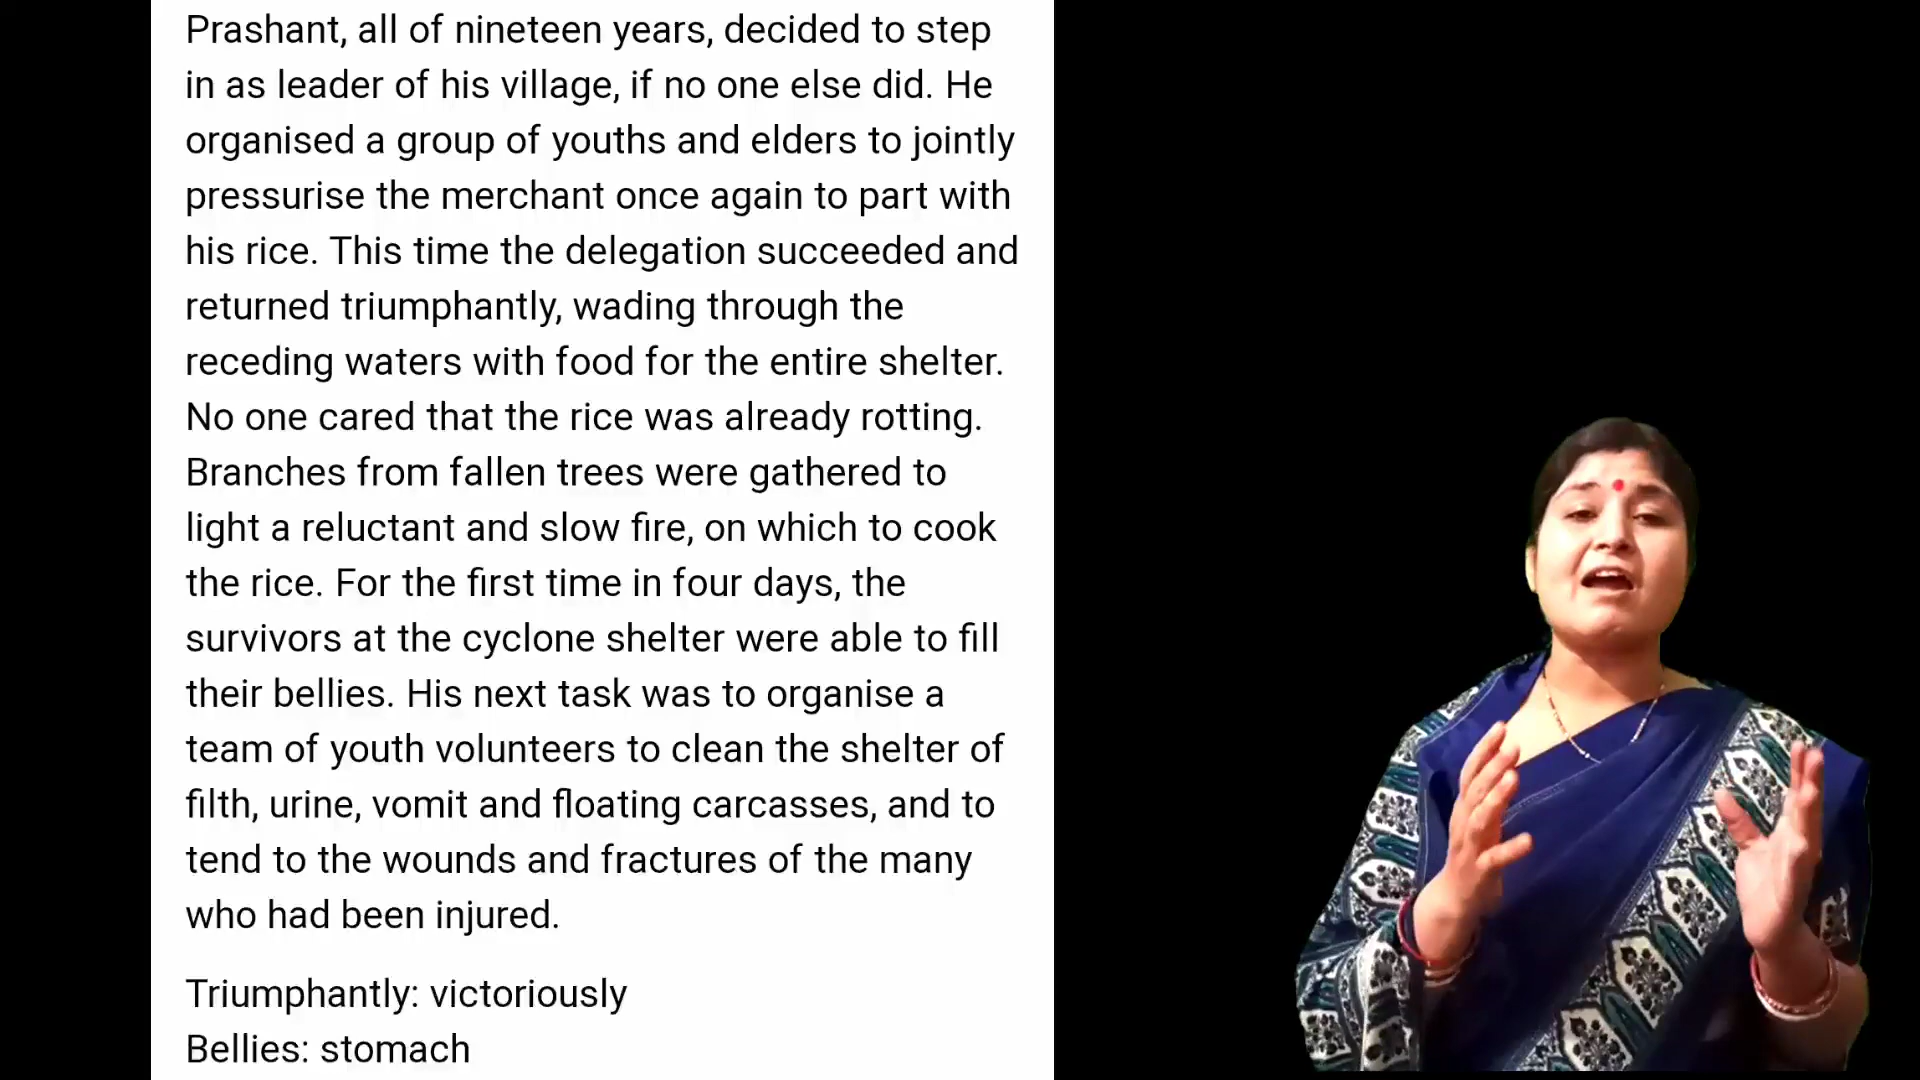 Prashant, all of nineteen years, decided to step
in as leader of his village, if no one else did. He
organised a group of youths and elders to jointly
pressurise the merchant once again to part with
his rice. This time the delegation succeeded and
returned triumphantly, wading through the
receding waters with food for the entire shelter.
No one cared that the rice was already rotting.
Branches from fallen trees were gathered to
light a reluctant and slow fire, on which to cook
the rice. For the first time in four days, the
survivors at the cyclone shelter were able to fill
their bellies. His next task was to organise a
team of youth volunteers to clean the shelter of
filth, urine, vomit and floating carcasses, and to
tend to the wounds and fractures of the many
who had been injured.
Triumphantly: victoriously
Bellies: stomach